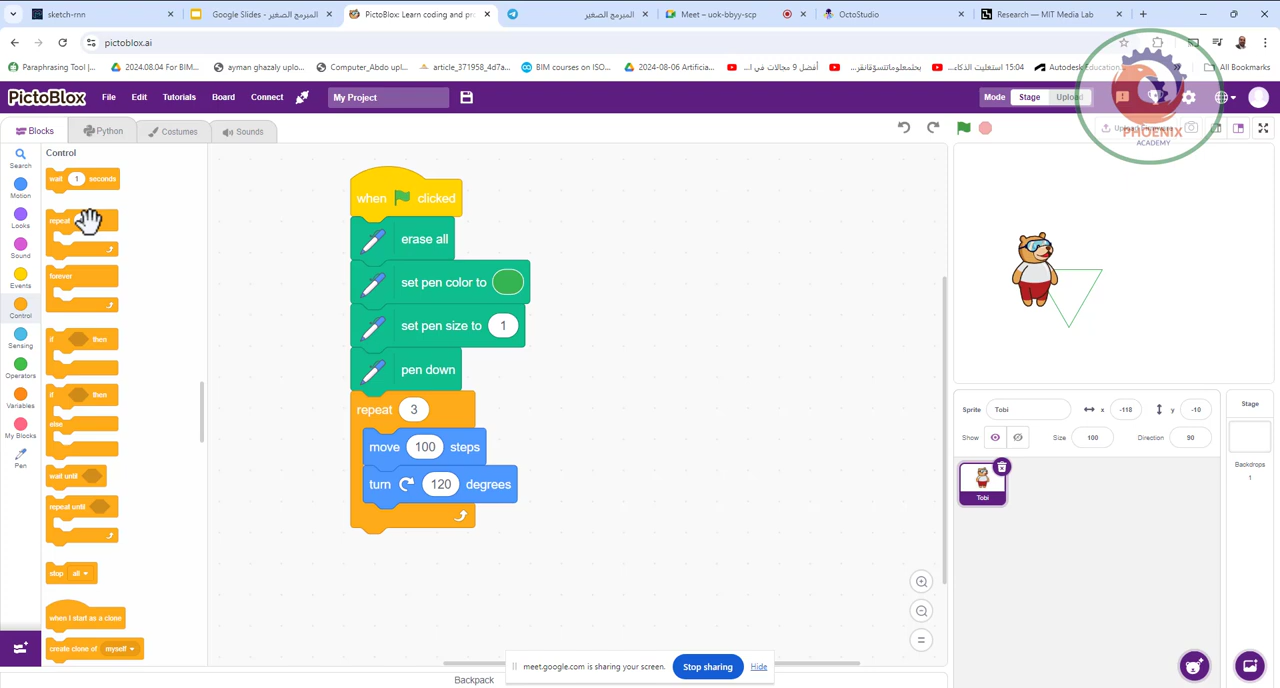 sketch-rnn
Google Slides - المبرمج الصغير
PictoBlox: Learn coding and pro
المبرمج الصغير
Meet – uok-bbyy-scp
OctoStudio
Research — MIT Media Lab
pictoblox.ai
Paraphrasing Tool |...
2024.08.04 For BIM...
ayman ghazaly uplo...
Computer_Abdo upl...
article_371958_4d7a...
BIM courses on ISO...
2024-08-06 Artificia...
أفضل 9 مجالات في ا...
15:04 استغليت الذكاء...
Autodesk Education
All Bookmarks
PictoBlox
File
Edit
Tutorials
Board
Connect
My Project
Mode
Stage
Upload
PHOENIX
ACADEMY
Blocks
Python
Costumes
Sounds
Search
Motion
Looks
Sound
Events
Control
Sensing
Operators
Variables
My Blocks
Pen
Control
wait 1 seconds
repeat
forever
if then
if then
else
wait until
repeat until
stop all
when I start as a clone
create clone of myself
when clicked
erase all
set pen color to
set pen size to 1
pen down
repeat 3
move 100 steps
turn 120 degrees
Sprite Tobi x -118 y -10
Show Size 100 Direction 90
Tobi
Stage
Backdrops
1
meet.google.com is sharing your screen.
Stop sharing
Hide
Backpack